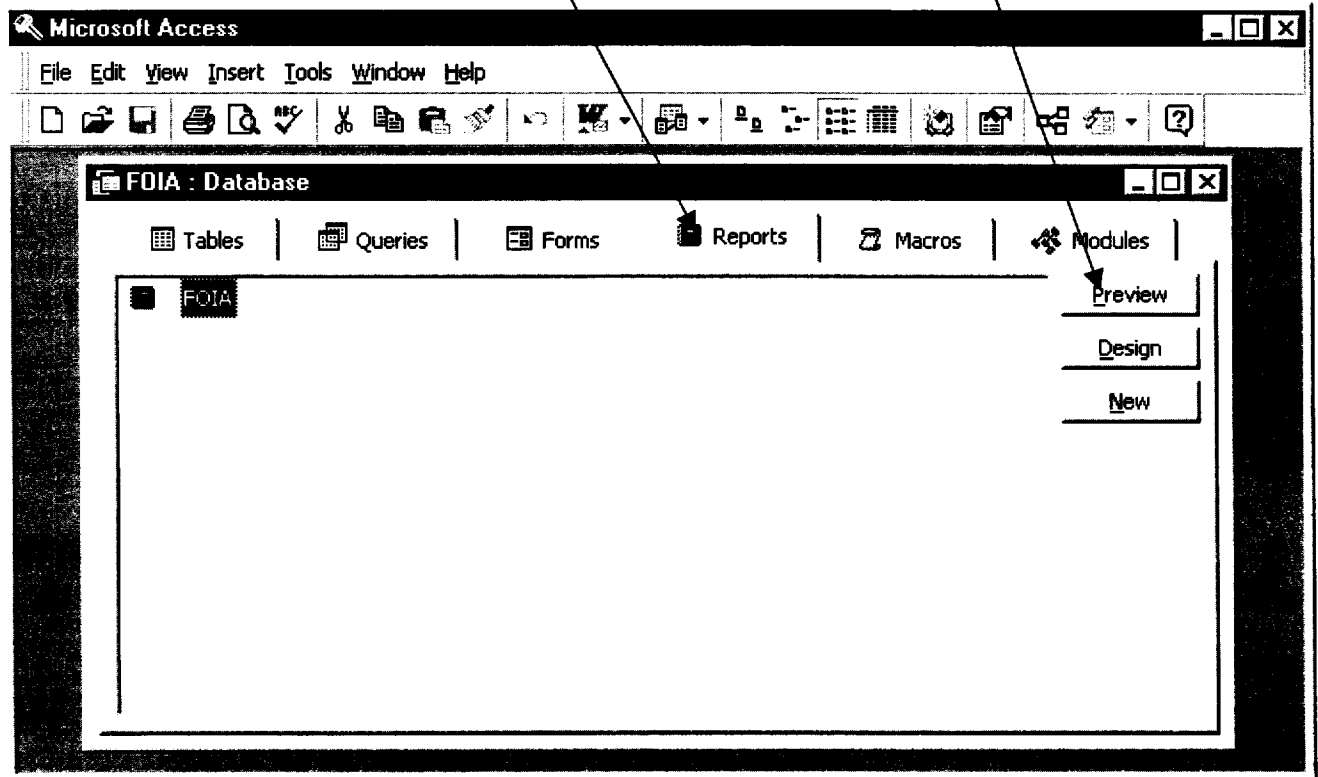 Microsoft Access
File Edit View Insert Tools Window Help
FOIA : Database
Tables Queries Forms Reports Macros Modules
FOIA
Preview
Design
New